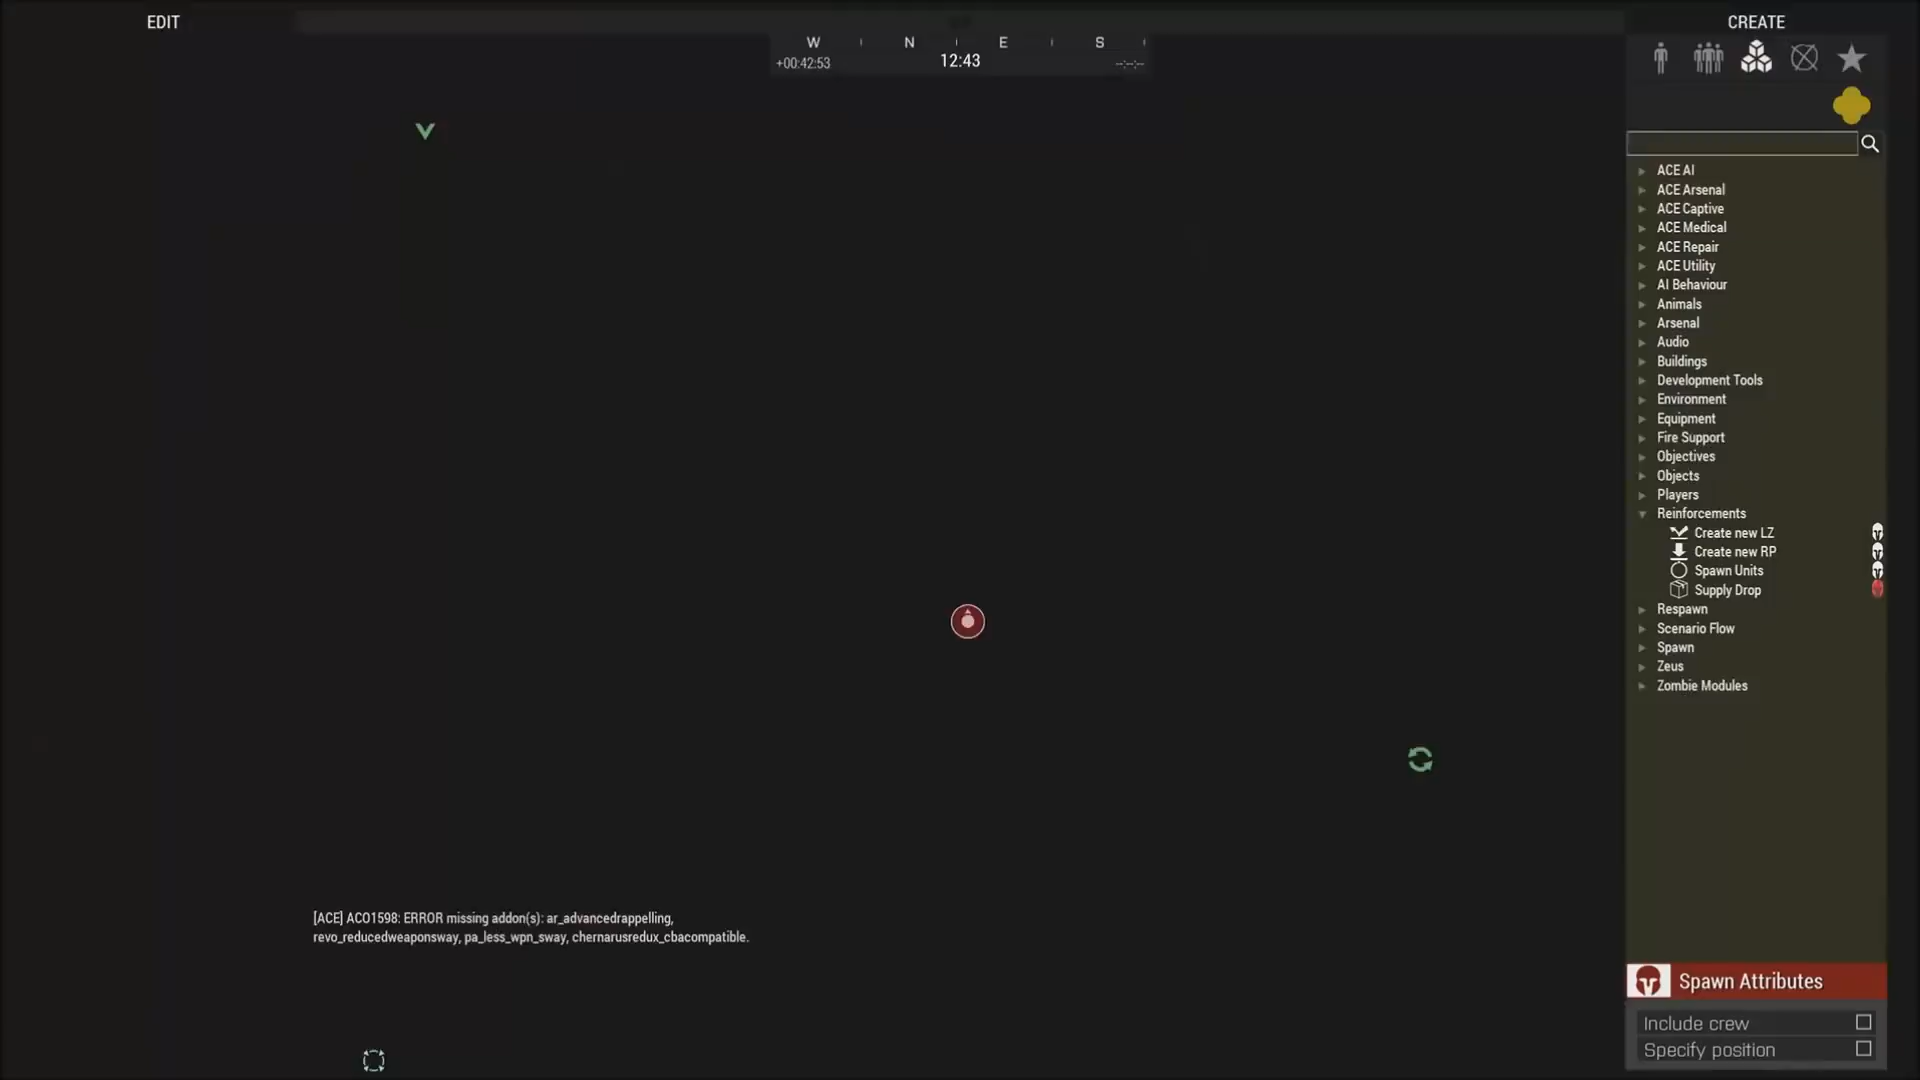 EDIT
CREATE
W N E S
+00:42:53 12:43 --:--:--
ACE AI
ACE Arsenal
ACE Captive
ACE Medical
ACE Repair
ACE Utility
AI Behaviour
Animals
Arsenal
Audio
Buildings
Development Tools
Environment
Equipment
Fire Support
Objectives
Objects
Players
Reinforcements
Create new LZ
Create new RP
Spawn Units
Supply Drop
Respawn
Scenario Flow
Spawn
Zeus
Zombie Modules
[ACE] ACO1598: ERROR missing addon(s): ar_advancedrappelling,
revo_reducedweaponsway, pa_less_wpn_sway, chernarusredux_cbacompatible.
Spawn Attributes
Include crew
Specify position